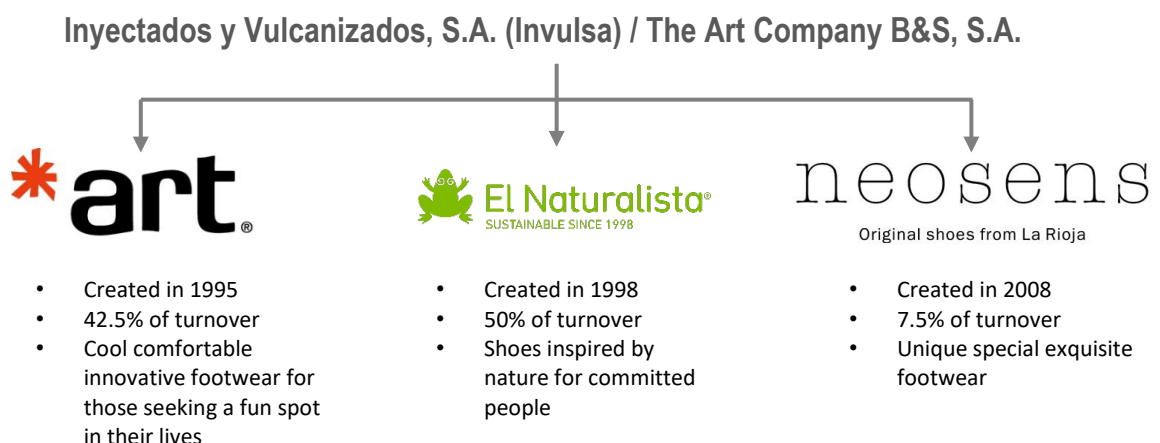 Inyectados y Vulcanizados, S.A. (Invulsa) / The Art Company B&S, S.A.
*art®
El Naturalista®
SUSTAINABLE SINCE 1998
neosens
Original shoes from La Rioja
• Created in 1995
• 42.5% of turnover
• Cool comfortable
innovative footwear for
those seeking a fun spot
in their lives
• Created in 1998
• 50% of turnover
• Shoes inspired by
nature for committed
people
• Created in 2008
• 7.5% of turnover
• Unique special exquisite
footwear